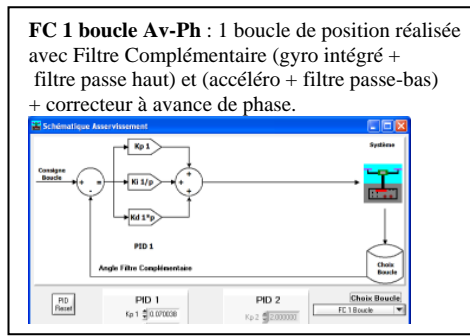 FC 1 boucle Av-Ph : 1 boucle de position réalisée
avec Filtre Complémentaire (gyro intégré +
filtre passe haut) et (accéléro + filtre passe-bas)
+ correcteur à avance de phase.
Schématique Asservissement
Kp 1
Système
Consigne
Boucle
+ = -
Ki 1/p
+ + +
Kd 1*p
PID 1
Angle Filtre Complémentaire
Choix
Boucle
PID
Reset
PID 1
Kp 1 0.070038
PID 2
Kp 2 2.000000
Choix Boucle
FC 1 Boucle